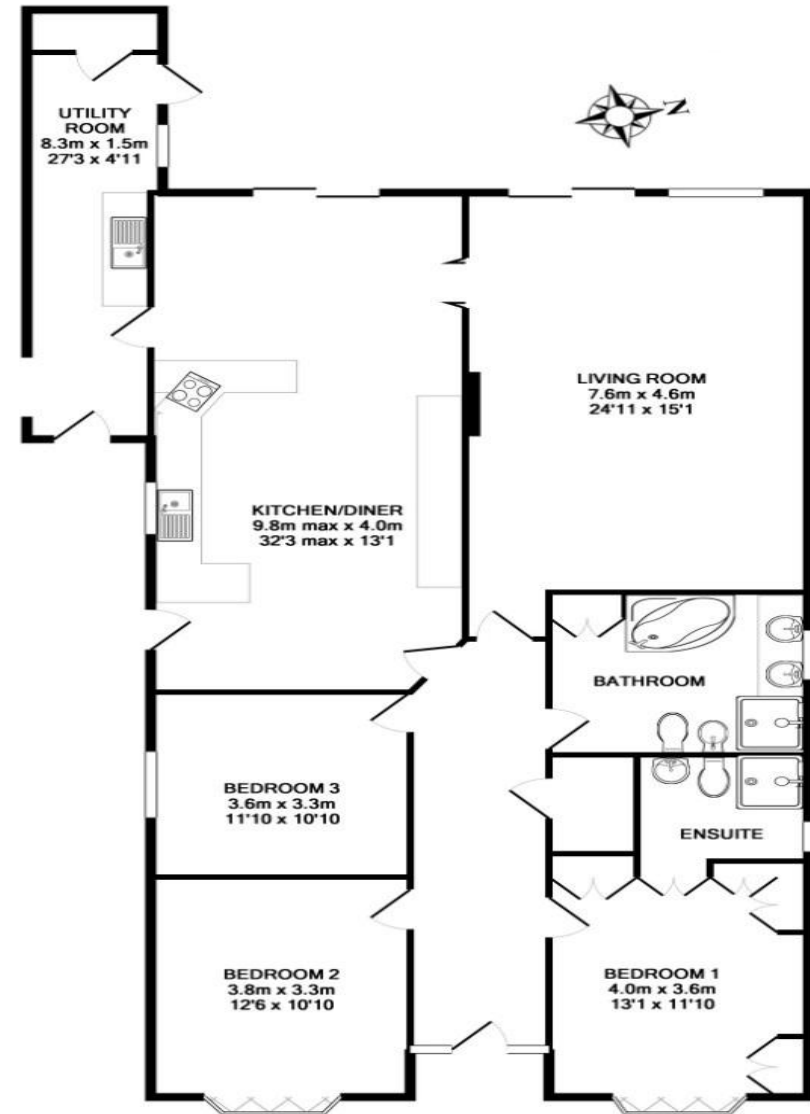 UTILITY
ROOM
8.3m x 1.5m
27'3 x 4'11
N
LIVING ROOM
7.6m x 4.6m
24'11 x 15'1
KITCHEN/DINER
9.8m max x 4.0m
32'3 max x 13'1
BATHROOM
BEDROOM 3
3.6m x 3.3m
11'10 x 10'10
ENSUITE
BEDROOM 2
3.8m x 3.3m
12'6 x 10'10
BEDROOM 1
4.0m x 3.6m
13'1 x 11'10